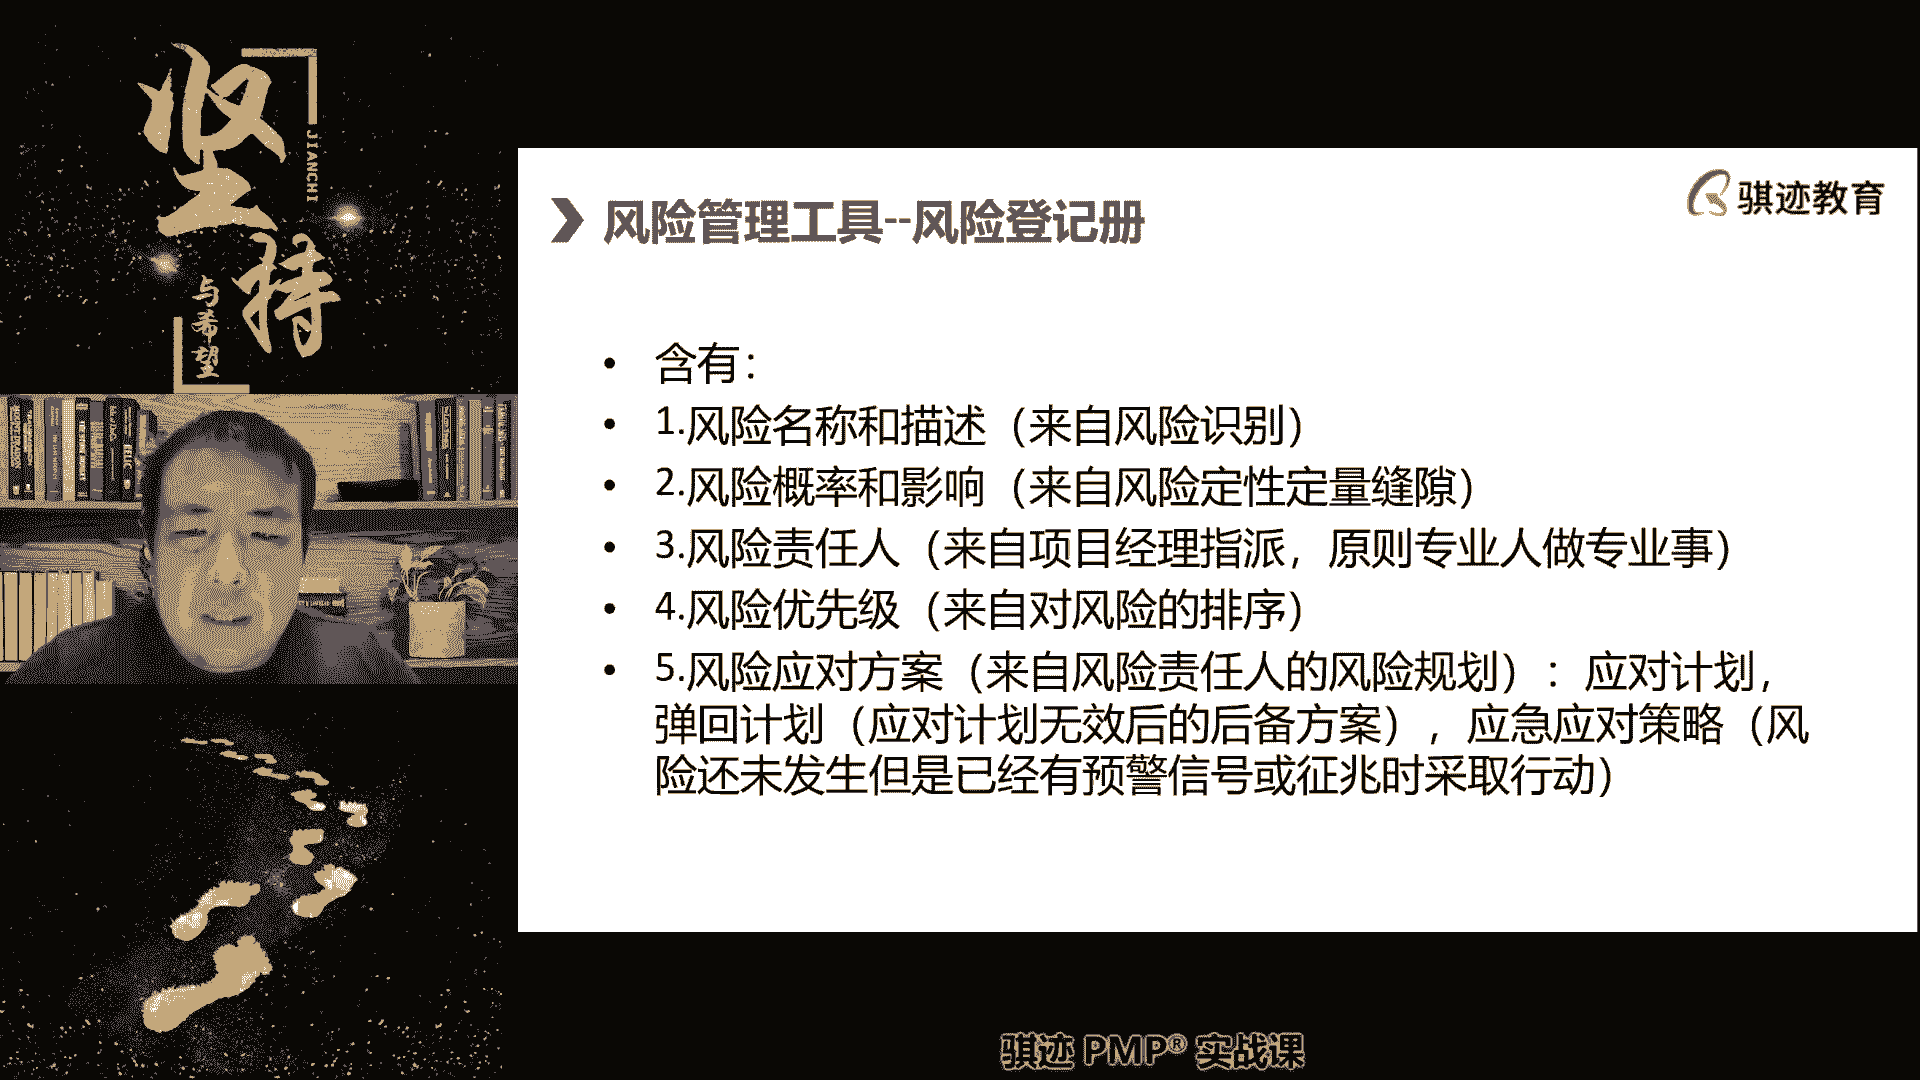 坚持
JIANCHI
与希望
骐迹教育
风险管理工具--风险登记册
• 含有：
• 1.风险名称和描述（来自风险识别）
• 2.风险概率和影响（来自风险定性定量缝隙）
• 3.风险责任人（来自项目经理指派，原则专业人做专业事）
• 4.风险优先级（来自对风险的排序）
• 5.风险应对方案（来自风险责任人的风险规划）：应对计划，
弹回计划（应对计划无效后的后备方案），应急应对策略（风
险还未发生但是已经有预警信号或征兆时采取行动）
骐迹 PMP® 实战课